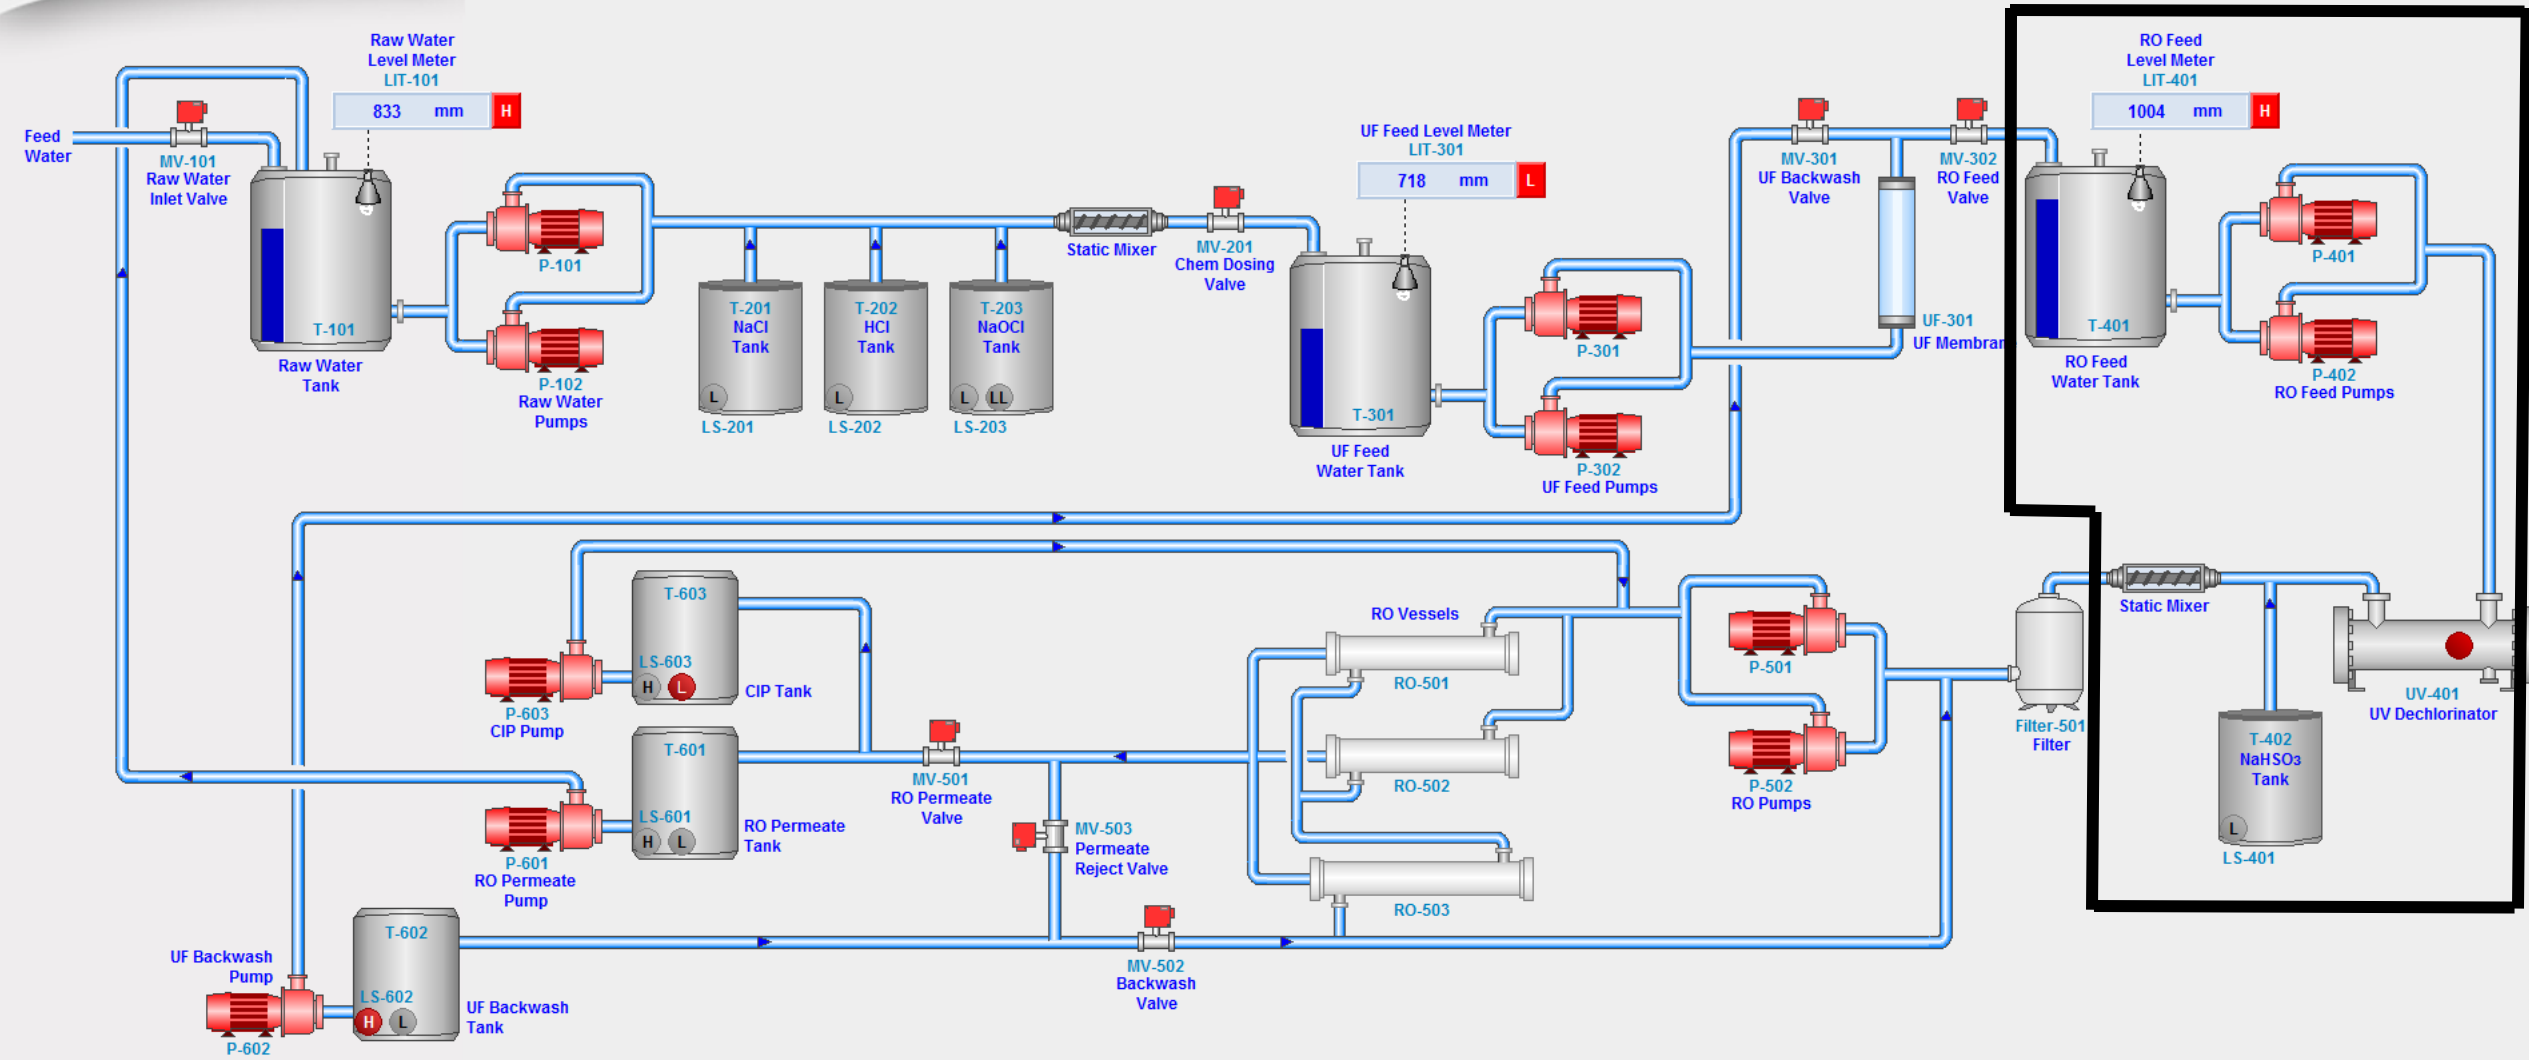 Raw Water
Level Meter
LIT-101
833 mm H
Feed
Water
MV-101
Raw Water
Inlet Valve
T-101
Raw Water
Tank
P-101
P-102
Raw Water
Pumps
T-201
NaCl
Tank
L
LS-201
T-202
HCl
Tank
L
LS-202
T-203
NaOCl
Tank
L LL
LS-203
Static Mixer
MV-201
Chem Dosing
Valve
UF Feed Level Meter
LIT-301
718 mm L
T-301
UF Feed
Water Tank
P-301
P-302
UF Feed Pumps
MV-301
UF Backwash
Valve
MV-302
RO Feed
Valve
UF-301
UF Membran
RO Feed
Level Meter
LIT-401
1004 mm H
T-401
RO Feed
Water Tank
P-401
P-402
RO Feed Pumps
T-603
LS-603
H L
CIP Tank
P-603
CIP Pump
T-601
LS-601
H L
RO Permeate
Tank
P-601
RO Permeate
Pump
MV-501
RO Permeate
Valve
MV-503
Permeate
Reject Valve
RO Vessels
RO-501
RO-502
RO-503
P-501
P-502
RO Pumps
Filter-501
Filter
Static Mixer
UV-401
UV Dechlorinator
T-402
NaHSO3
Tank
L
LS-401
UF Backwash
Pump
P-602
T-602
LS-602
H L
UF Backwash
Tank
MV-502
Backwash
Valve